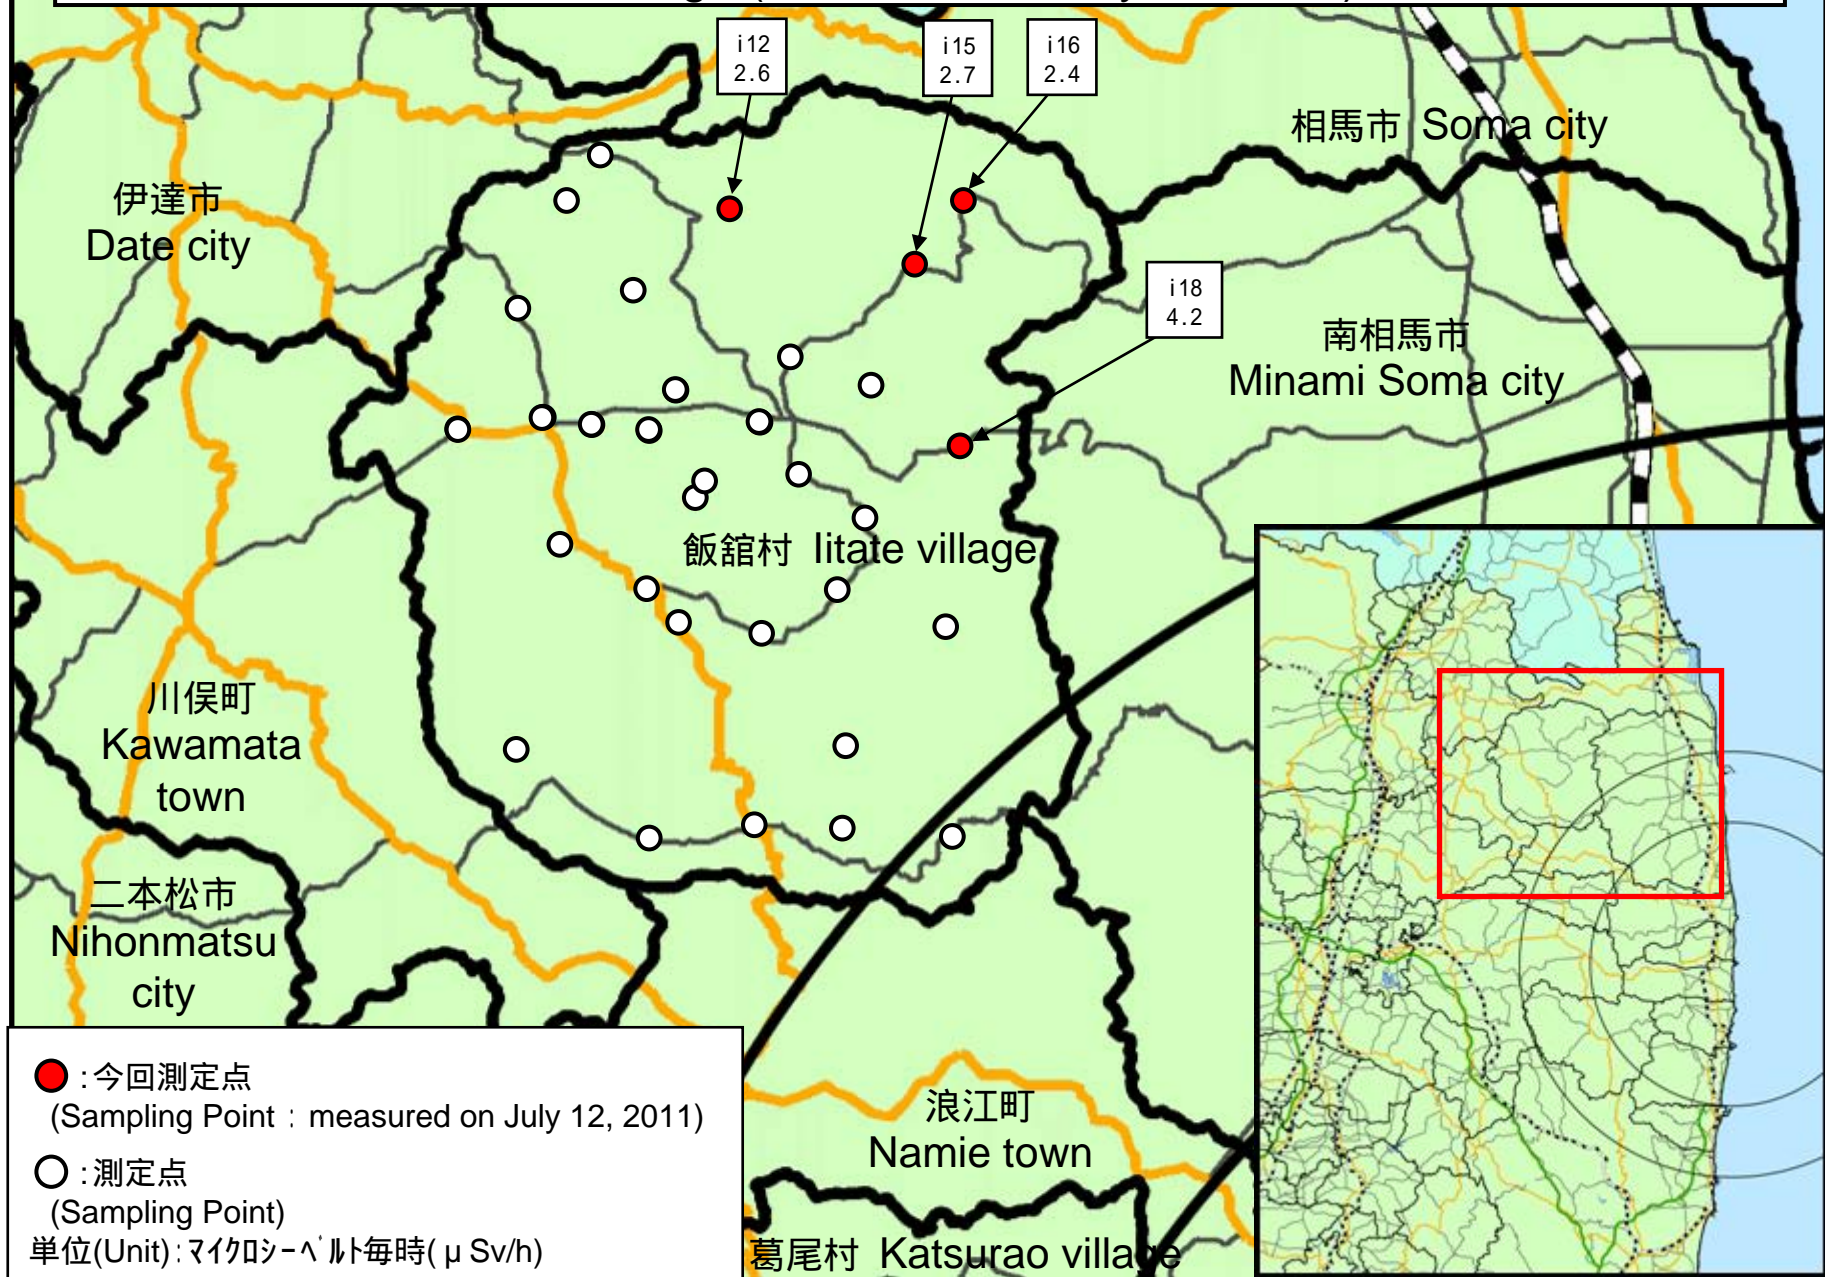 i12
2.6
i15
2.7
i16
2.4
相馬市 Soma city
伊達市
Date city
i18
4.2
南相馬市
Minami Soma city
飯舘村 Iitate village
川俣町
Kawamata
town
二本松市
Nihonmatsu
city
浪江町
Namie town
葛尾村 Katsurao village
:今回測定点
(Sampling Point : measured on July 12, 2011)
:測定点
(Sampling Point)
単位(Unit):マイクロシーベルト毎時(μSv/h)